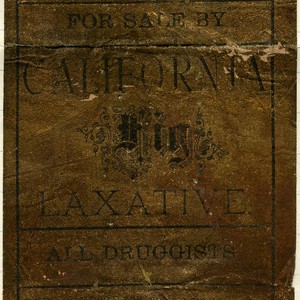 FOR SALE BY
CALIFORNIA
Fig
LAXATIVE
ALL DRUGGISTS